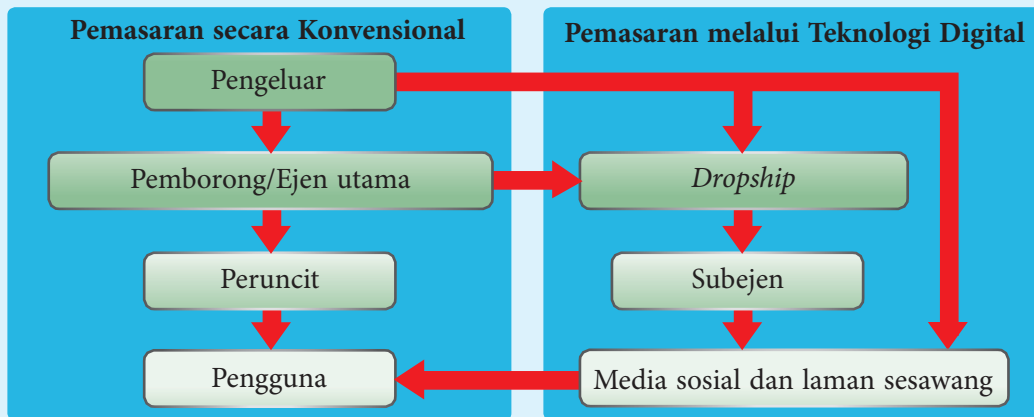 Pemasaran secara Konvensional
Pengeluar
Pemborong/Ejen utama
Peruncit
Pengguna
Pemasaran melalui Teknologi Digital
Dropship
Subejen
Media sosial dan laman sesawang